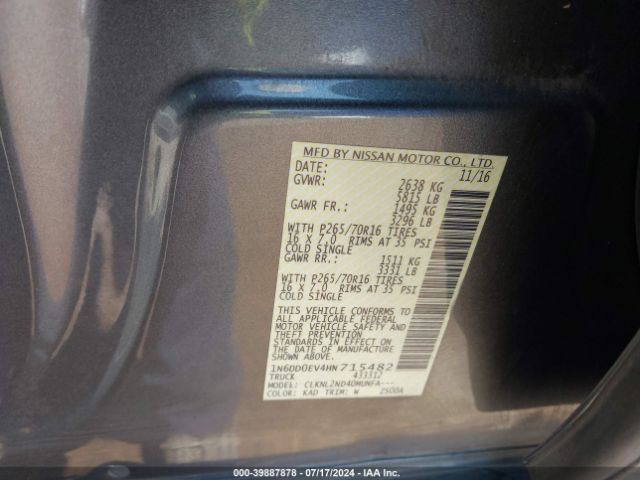 MFD BY NISSAN MOTOR CO., LTD.
DATE: 11/16
GVWR: 2638 KG
5815 LB
GAWR FR.: 1495 KG
3296 LB
WITH P265/70R16 TIRES
16 X 7.0 RIMS AT 35 PSI
COLD SINGLE
GAWR RR.: 1511 KG
3331 LB
WITH P265/70R16 TIRES
16 X 7.0 RIMS AT 35 PSI
COLD SINGLE
THIS VEHICLE CONFORMS TO
ALL APPLICABLE FEDERAL
MOTOR VEHICLE SAFETY AND
THEFT PREVENTION
STANDARDS IN EFFECT ON
THE DATE OF MANUFACTURE
SHOWN ABOVE.
1N6DD0EV4HN715482
TRUCK 433312
MODEL: CLKNL2ND40MUNFA---
COLOR: KAD TRIM: W 2500A
000-39887878 - 07/17/2024 - IAA Inc.